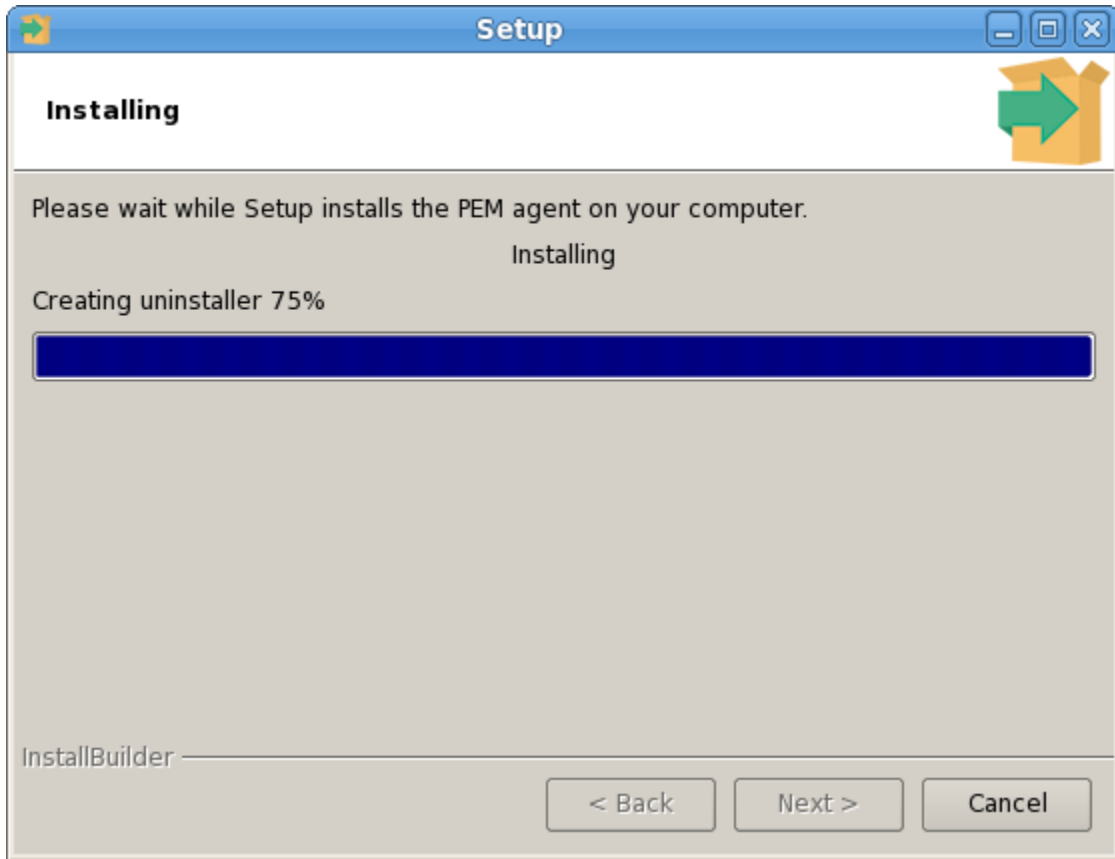 Setup
Installing
Please wait while Setup installs the PEM agent on your computer.
Installing
Creating uninstaller 75%
InstallBuilder
< Back Next > Cancel